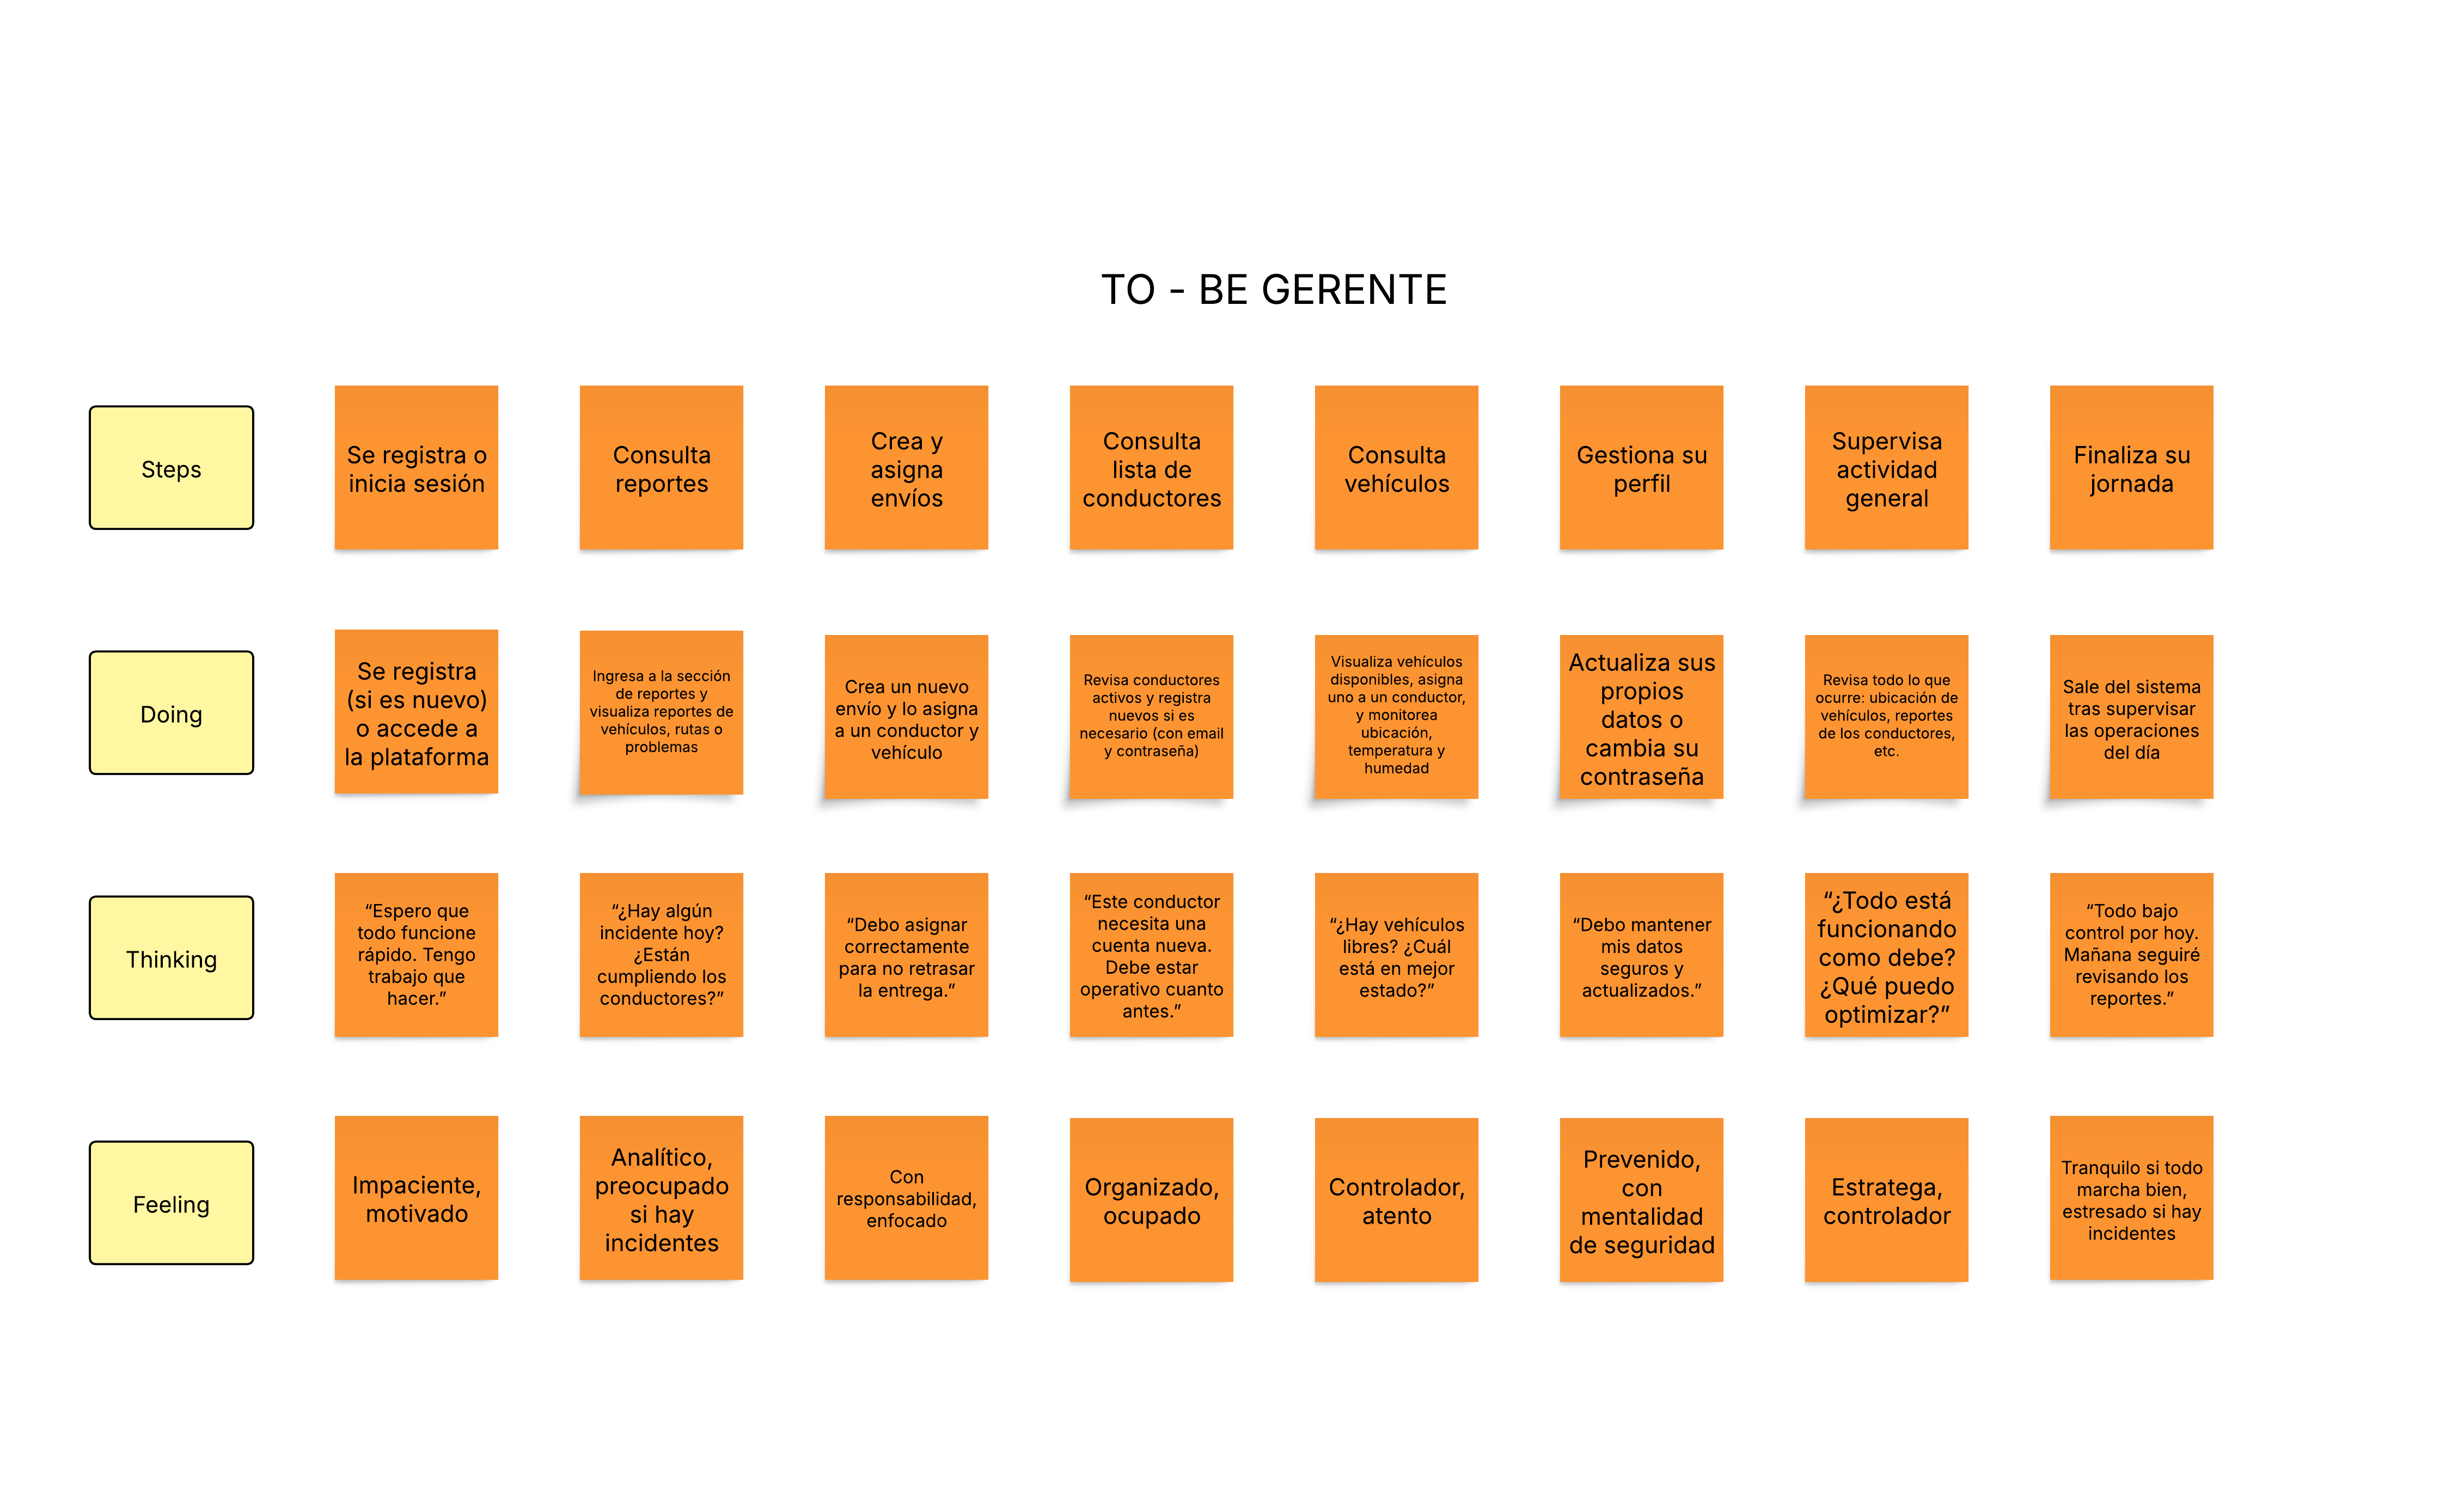 TO - BE GERENTE
Steps
Se registra o
inicia sesión
Consulta
reportes
Crea y
asigna
envíos
Consulta
lista de
conductores
Consulta
vehículos
Gestiona su
perfil
Supervisa
actividad
general
Finaliza su
jornada
Doing
Se registra
(si es nuevo)
o accede a
la plataforma
Ingresa a la sección
de reportes y
visualiza reportes de
vehículos, rutas o
problemas
Crea un nuevo
envío y lo asigna
a un conductor y
vehículo
Revisa conductores
activos y registra
nuevos si es
necesario (con email
y contraseña)
Visualiza vehículos
disponibles, asigna
uno a un conductor,
y monitorea
ubicación,
temperatura y
humedad
Actualiza sus
propios
datos o
cambia su
contraseña
Revisa todo lo que
ocurre: ubicación de
vehículos, reportes
de los conductores,
etc.
Sale del sistema
tras supervisar
las operaciones
del día
Thinking
“Espero que
todo funcione
rápido. Tengo
trabajo que
hacer.”
“¿Hay algún
incidente hoy?
¿Están
cumpliendo los
conductores?”
“Debo asignar
correctamente
para no retrasar
la entrega.”
“Este conductor
necesita una
cuenta nueva.
Debe estar
operativo cuanto
antes.”
“¿Hay vehículos
libres? ¿Cuál
está en mejor
estado?”
“Debo mantener
mis datos
seguros y
actualizados.”
“¿Todo está
funcionando
como debe?
¿Qué puedo
optimizar?”
“Todo bajo
control por hoy.
Mañana seguiré
revisando los
reportes.”
Feeling
Impaciente,
motivado
Analítico,
preocupado
si hay
incidentes
Con
responsabilidad,
enfocado
Organizado,
ocupado
Controlador,
atento
Prevenido,
con
mentalidad
de seguridad
Estratega,
controlador
Tranquilo si todo
marcha bien,
estresado si hay
incidentes